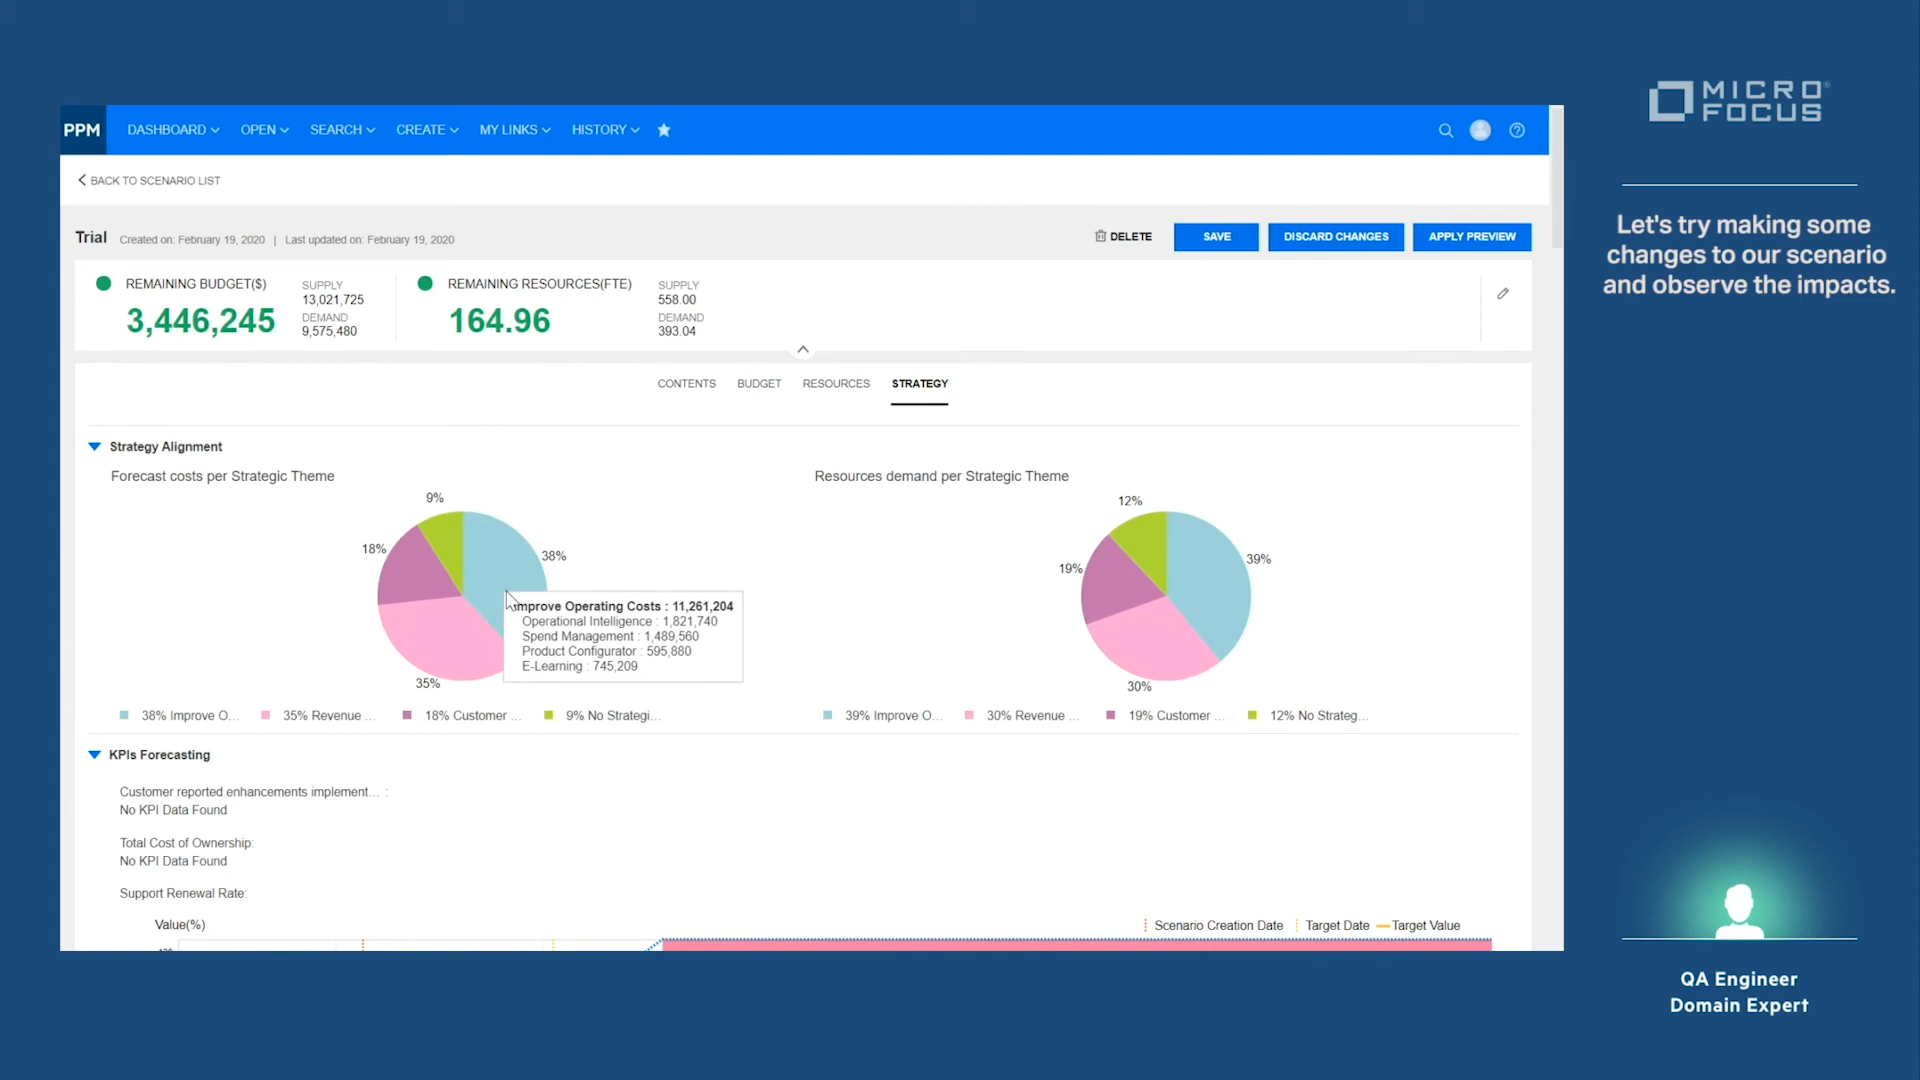 MICRO
FOCUS
Let's try making some
changes to our scenario
and observe the impacts.
PPM DASHBOARD OPEN SEARCH CREATE MY LINKS HISTORY
BACK TO SCENARIO LIST
Trial Created on: February 19, 2020 | Last updated on: February 19, 2020
DELETE SAVE DISCARD CHANGES APPLY PREVIEW
REMAINING BUDGET($)
3,446,245
SUPPLY
13,021,725
DEMAND
9,575,480
REMAINING RESOURCES(FTE)
164.96
SUPPLY
558.00
DEMAND
393.04
CONTENTS BUDGET RESOURCES STRATEGY
Strategy Alignment
Forecast costs per Strategic Theme
9%
18%
38%
35%
Improve Operating Costs : 11,261,204
Operational Intelligence : 1,821,740
Spend Management : 1,489,560
Product Configurator : 595,880
E-Learning : 745,209
38% Improve O... 35% Revenue ... 18% Customer ... 9% No Strategi...
Resources demand per Strategic Theme
12%
39%
19%
30%
39% Improve O... 30% Revenue ... 19% Customer ... 12% No Strateg...
KPIs Forecasting
Customer reported enhancements implement... :
No KPI Data Found
Total Cost of Ownership:
No KPI Data Found
Support Renewal Rate:
Value(%)
Scenario Creation Date Target Date Target Value
QA Engineer
Domain Expert